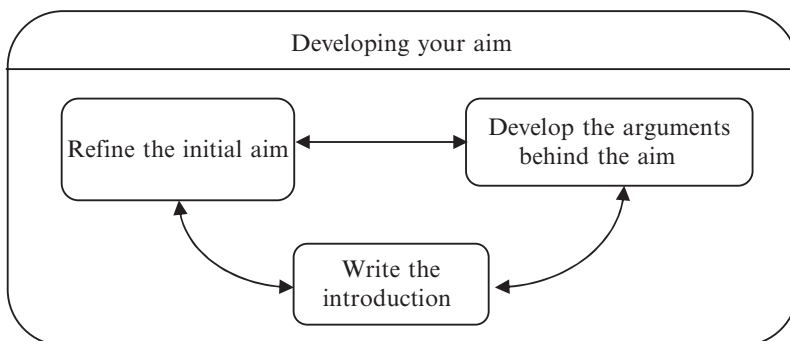 Developing your aim
Refine the initial aim
Develop the arguments
behind the aim
Write the
introduction